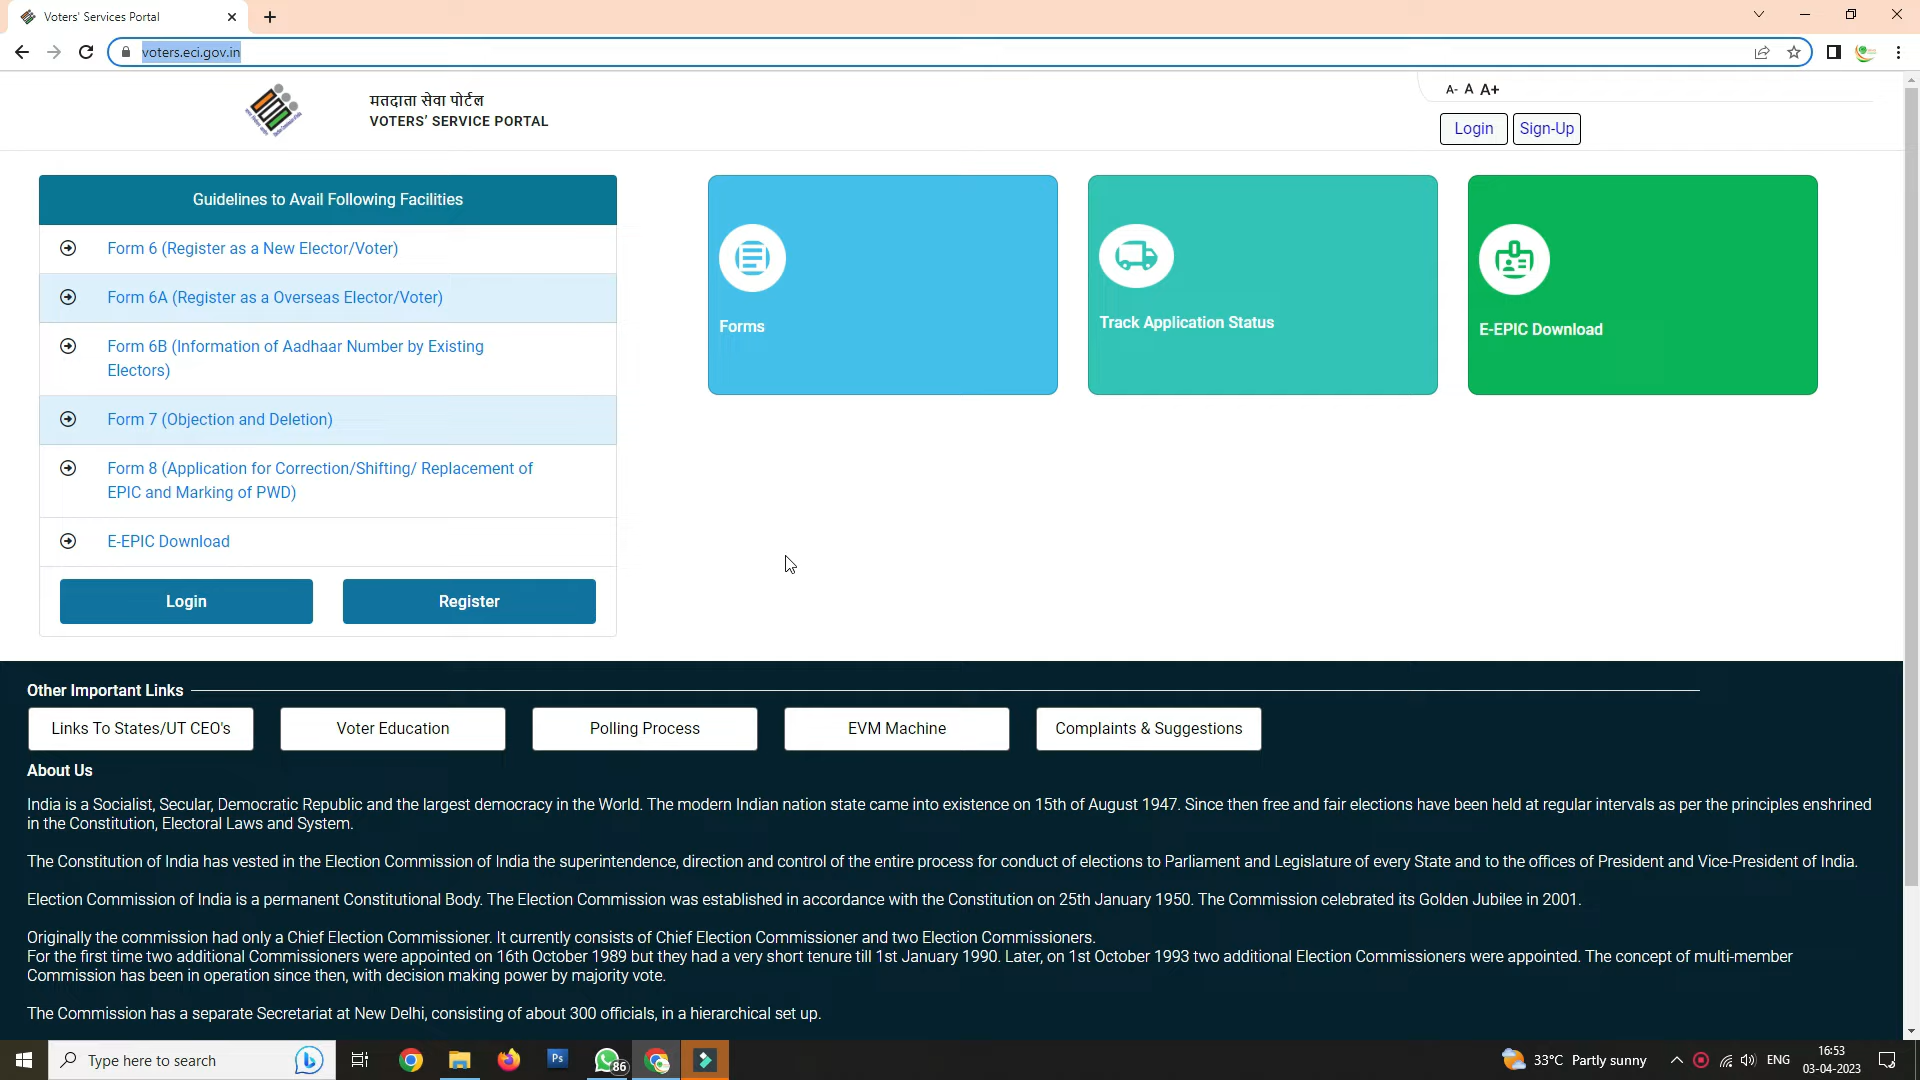 Voters' Services Portal
voters.eci.gov.in
मतदाता सेवा पोर्टल
VOTERS' SERVICE PORTAL
A- A A+
Login Sign-Up
Guidelines to Avail Following Facilities
Form 6 (Register as a New Elector/Voter)
Form 6A (Register as a Overseas Elector/Voter)
Form 6B (Information of Aadhaar Number by Existing
Electors)
Form 7 (Objection and Deletion)
Form 8 (Application for Correction/Shifting/ Replacement of
EPIC and Marking of PWD)
E-EPIC Download
Login Register
Forms
Track Application Status
E-EPIC Download
Other Important Links
Links To States/UT CEO's Voter Education Polling Process EVM Machine Complaints & Suggestions
About Us
India is a Socialist, Secular, Democratic Republic and the largest democracy in the World. The modern Indian nation state came into existence on 15th of August 1947. Since then free and fair elections have been held at regular intervals as per the principles enshrined
in the Constitution, Electoral Laws and System.
The Constitution of India has vested in the Election Commission of India the superintendence, direction and control of the entire process for conduct of elections to Parliament and Legislature of every State and to the offices of President and Vice-President of India.
Election Commission of India is a permanent Constitutional Body. The Election Commission was established in accordance with the Constitution on 25th January 1950. The Commission celebrated its Golden Jubilee in 2001.
Originally the commission had only a Chief Election Commissioner. It currently consists of Chief Election Commissioner and two Election Commissioners.
For the first time two additional Commissioners were appointed on 16th October 1989 but they had a very short tenure till 1st January 1990. Later, on 1st October 1993 two additional Election Commissioners were appointed. The concept of multi-member
Commission has been in operation since then, with decision making power by majority vote.
The Commission has a separate Secretariat at New Delhi, consisting of about 300 officials, in a hierarchical set up.
Type here to search
Ps
86
33°C Partly sunny
ENG
16:53
03-04-2023